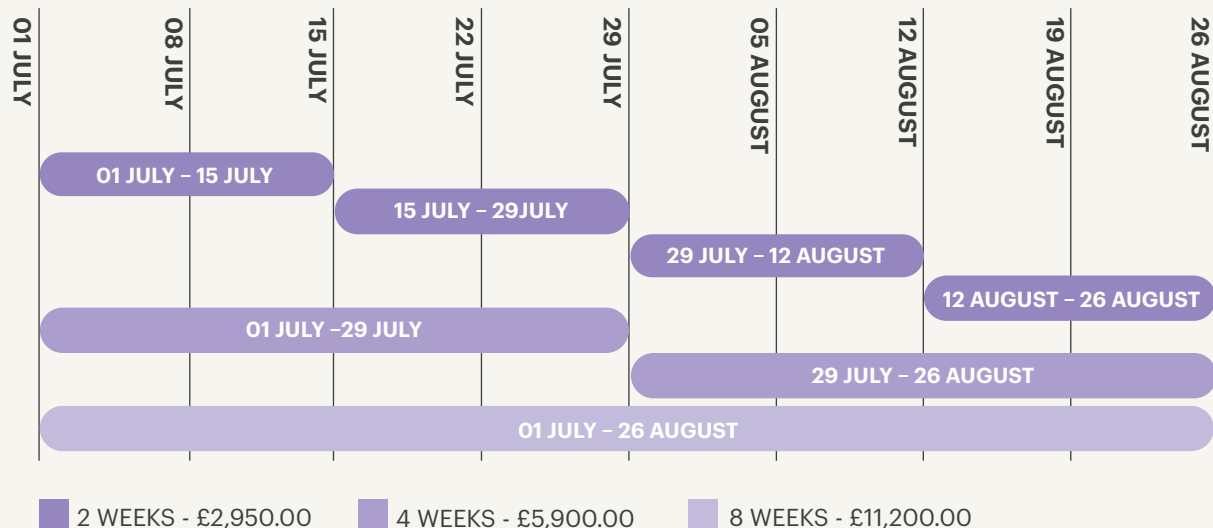 01 JULY
08 JULY
15 JULY
22 JULY
29 JULY
05 AUGUST
12 AUGUST
19 AUGUST
26 AUGUST
01 JULY – 15 JULY
15 JULY – 29JULY
29 JULY – 12 AUGUST
12 AUGUST – 26 AUGUST
01 JULY –29 JULY
29 JULY – 26 AUGUST
01 JULY – 26 AUGUST
2 WEEKS - £2,950.00
4 WEEKS - £5,900.00
8 WEEKS - £11,200.00